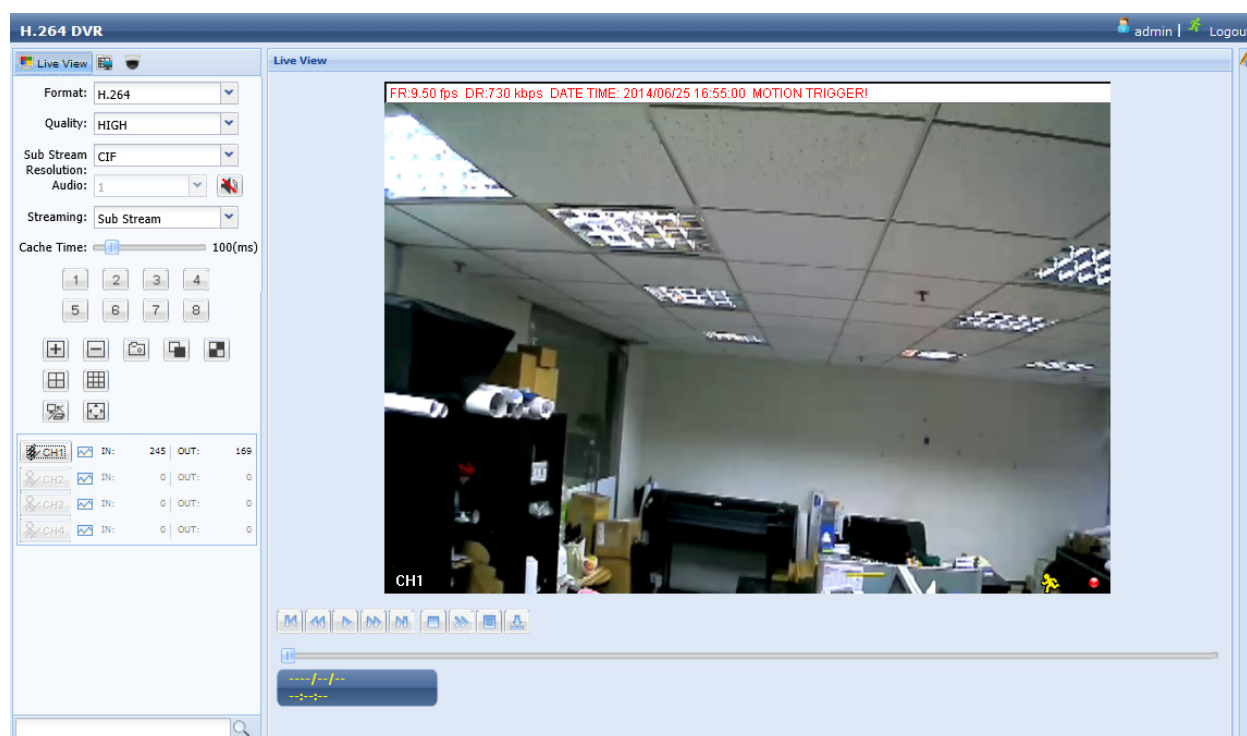 H.264 DVR
admin | Logout
Live View
Live View
Format: H.264
Quality: HIGH
Sub Stream Resolution: CIF
Audio: 1
Streaming: Sub Stream
Cache Time: 100(ms)
1 2 3 4
5 6 7 8
CH1 IN: 245 OUT: 169
CH2 IN: 0 OUT: 0
CH3 IN: 0 OUT: 0
CH4 IN: 0 OUT: 0
FR:9.50 fps DR:730 kbps DATE TIME: 2014/06/25 16:55:00 MOTION TRIGGER!
CH1
----/--/--
--:--:--